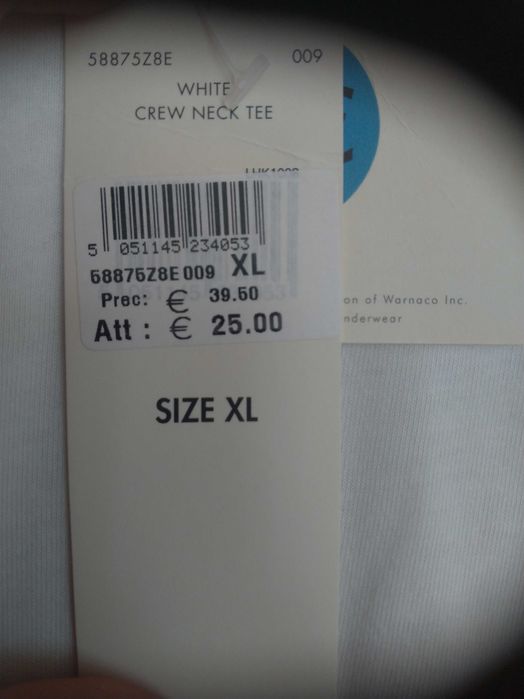 58875Z8E 009
WHITE
CREW NECK TEE
5 051145 234053
58875Z8E 009 XL
Prec: € 39.50
Att : € 25.00
SIZE XL
on of Warnaco Inc.
nderwear